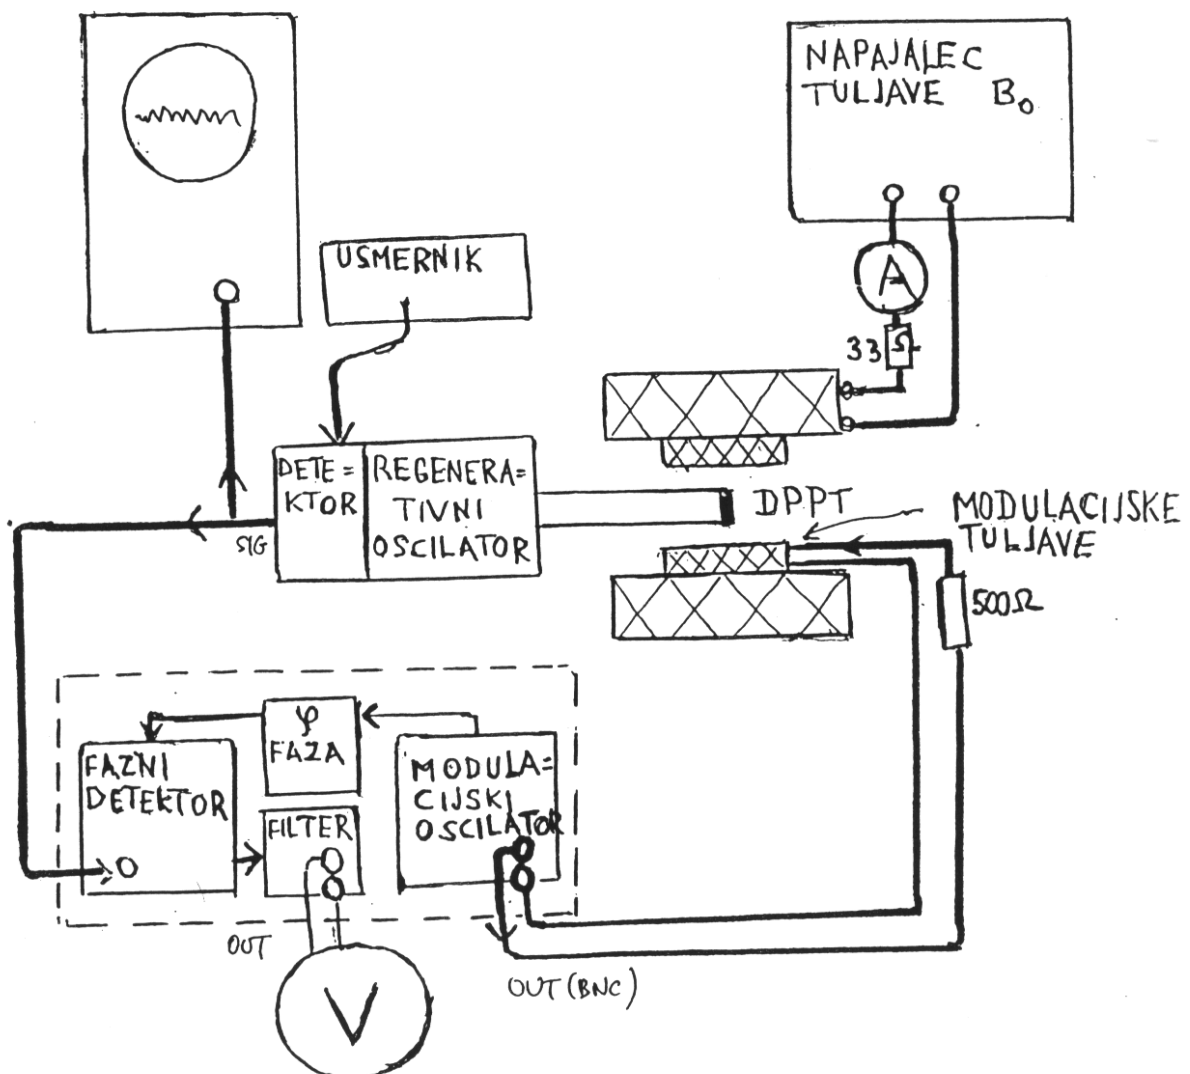 NAPAJALEC
TULJAVE B₀
USMERNIK
A
33 Ω
DETE=
KTOR
REGENERA=
TIVNI
OSCILATOR
SIG
DPPT
MODULACIJSKE
TULJAVE
500Ω
φ
FAZA
FAZNI
DETEKTOR
MODULA=
CIJSKI
OSCILATOR
FILTER
OUT
OUT (BNC)
V